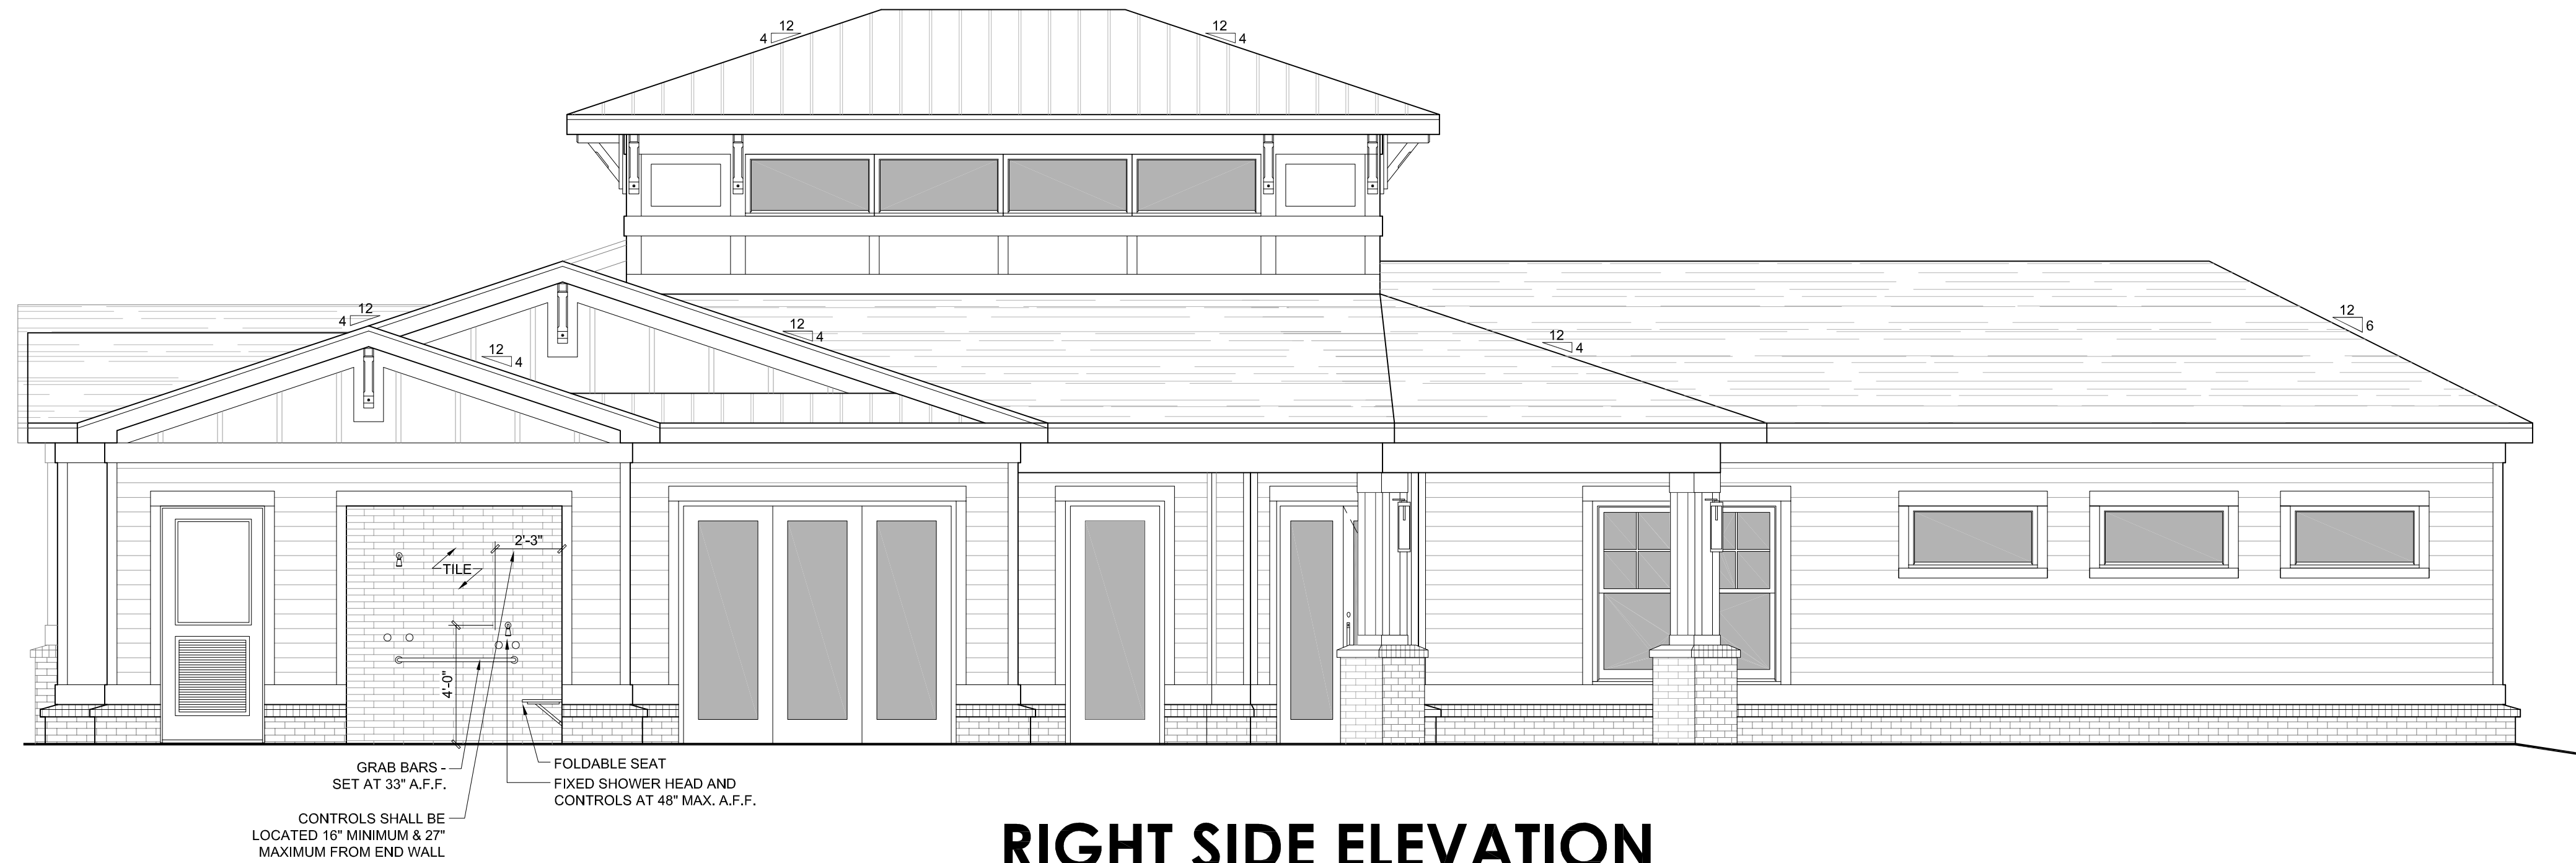 12
4
12
4
12
4
12
4
12
4
12
4
12
6
2'-3"
TILE
4'-0"
GRAB BARS -
SET AT 33" A.F.F.
CONTROLS SHALL BE
LOCATED 16" MINIMUM & 27"
MAXIMUM FROM END WALL
FOLDABLE SEAT
FIXED SHOWER HEAD AND
CONTROLS AT 48" MAX. A.F.F.
RIGHT SIDE ELEVATION